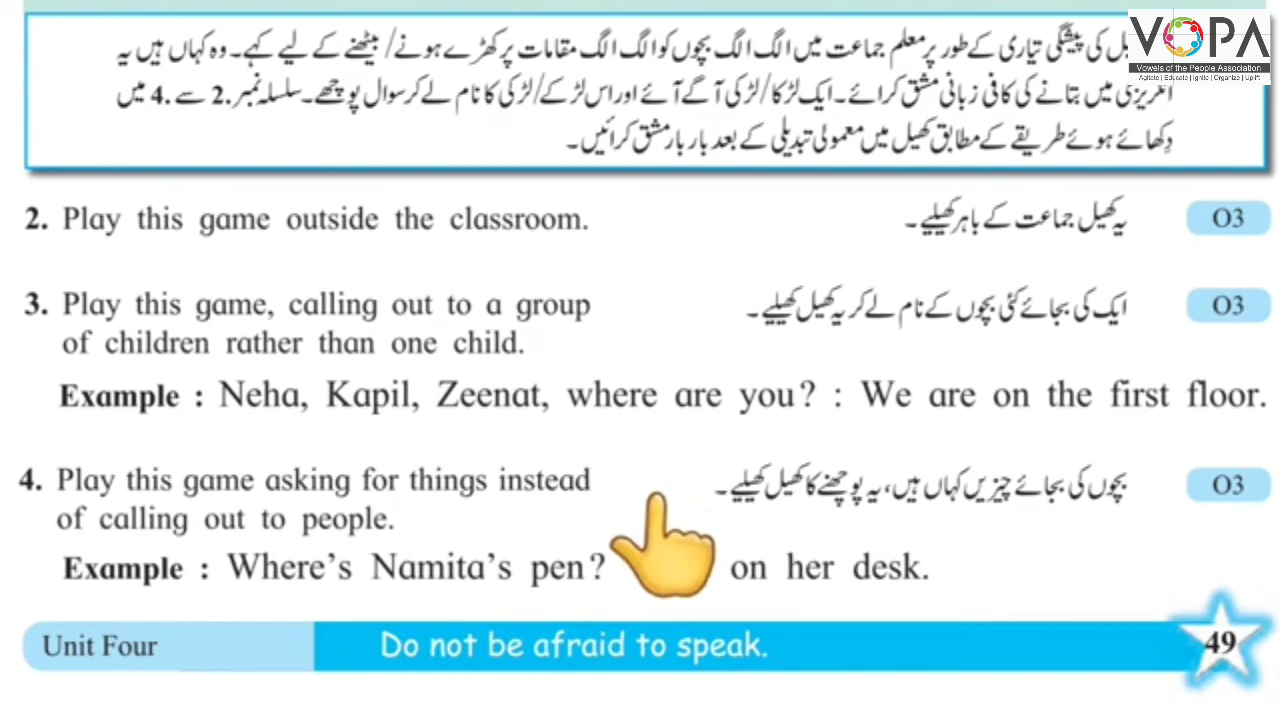 VOPA
Vowels of the People Association
Agitate | Educate | Ignite | Organize | Uplift
کی پیشگی تیاری کے طور پر معلم جماعت میں الگ الگ بچوں کو الگ الگ مقامات پر کھڑے ہونے/ بیٹھنے کے لیے کہے۔ وہ کہاں ہیں یہ
انگریزی میں بتانے کی کافی زبانی مشق کرائے۔ ایک لڑکا/ لڑکی آگے آئے اور اس لڑکے/ لڑکی کا نام لے کر سوال پوچھے۔ سلسلہ نمبر .2 سے .4 میں
دِکھائے ہوئے طریقے کے مطابق کھیل میں معمولی تبدیلی کے بعد بار بار مشق کرائیں۔
2. Play this game outside the classroom. یہ کھیل جماعت کے باہر کھیلیے۔ O3
3. Play this game, calling out to a group ایک کی بجائے کئی بچوں کے نام لے کر یہ کھیل کھیلیے۔ O3
of children rather than one child.
Example : Neha, Kapil, Zeenat, where are you? : We are on the first floor.
4. Play this game asking for things instead بچوں کی بجائے چیزیں کہاں ہیں، یہ پوچھنے کا کھیل کھیلیے۔ O3
of calling out to people.
Example : Where's Namita's pen? on her desk.
Unit Four Do not be afraid to speak. 49